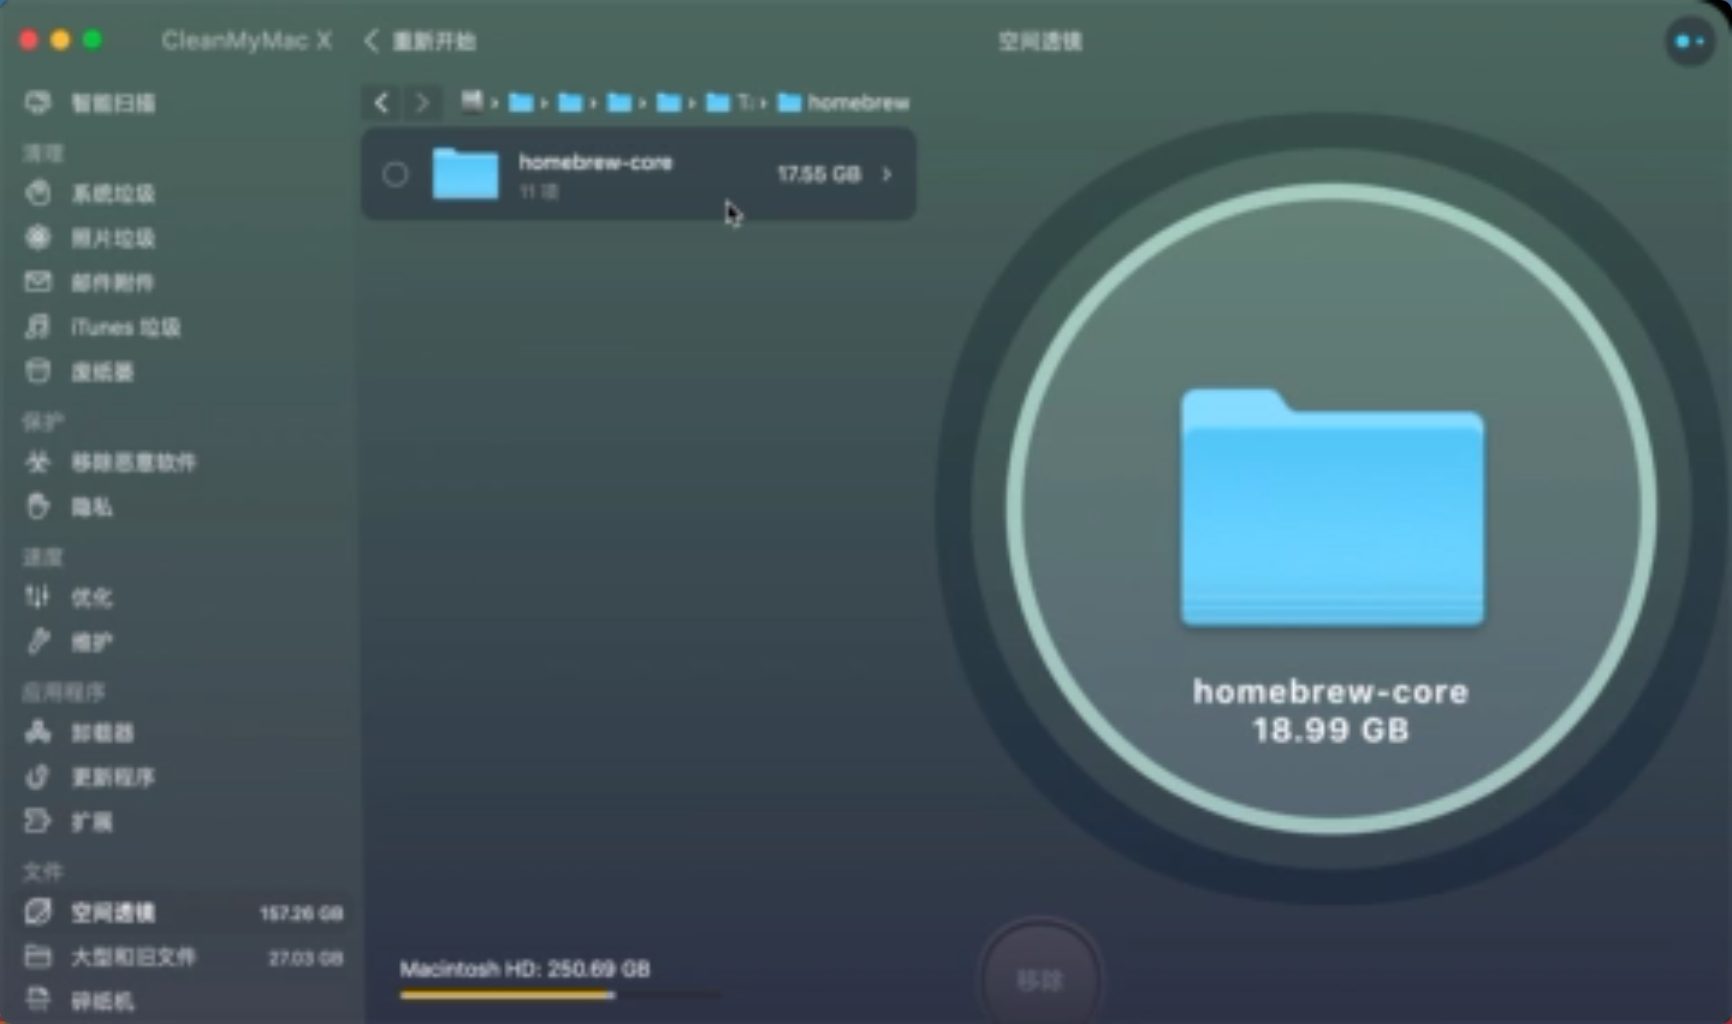 CleanMyMac X
重新开始
空间透镜
智能扫描
homebrew
清理
homebrew-core
17.55 GB
11 项
系统垃圾
照片垃圾
邮件附件
iTunes 垃圾
废纸篓
保护
移除恶意软件
隐私
速度
优化
维护
应用程序
卸载器
更新程序
扩展
homebrew-core
18.99 GB
文件
空间透镜
157.26 GB
大型和旧文件
27.03 GB
碎纸机
Macintosh HD: 250.69 GB
移除